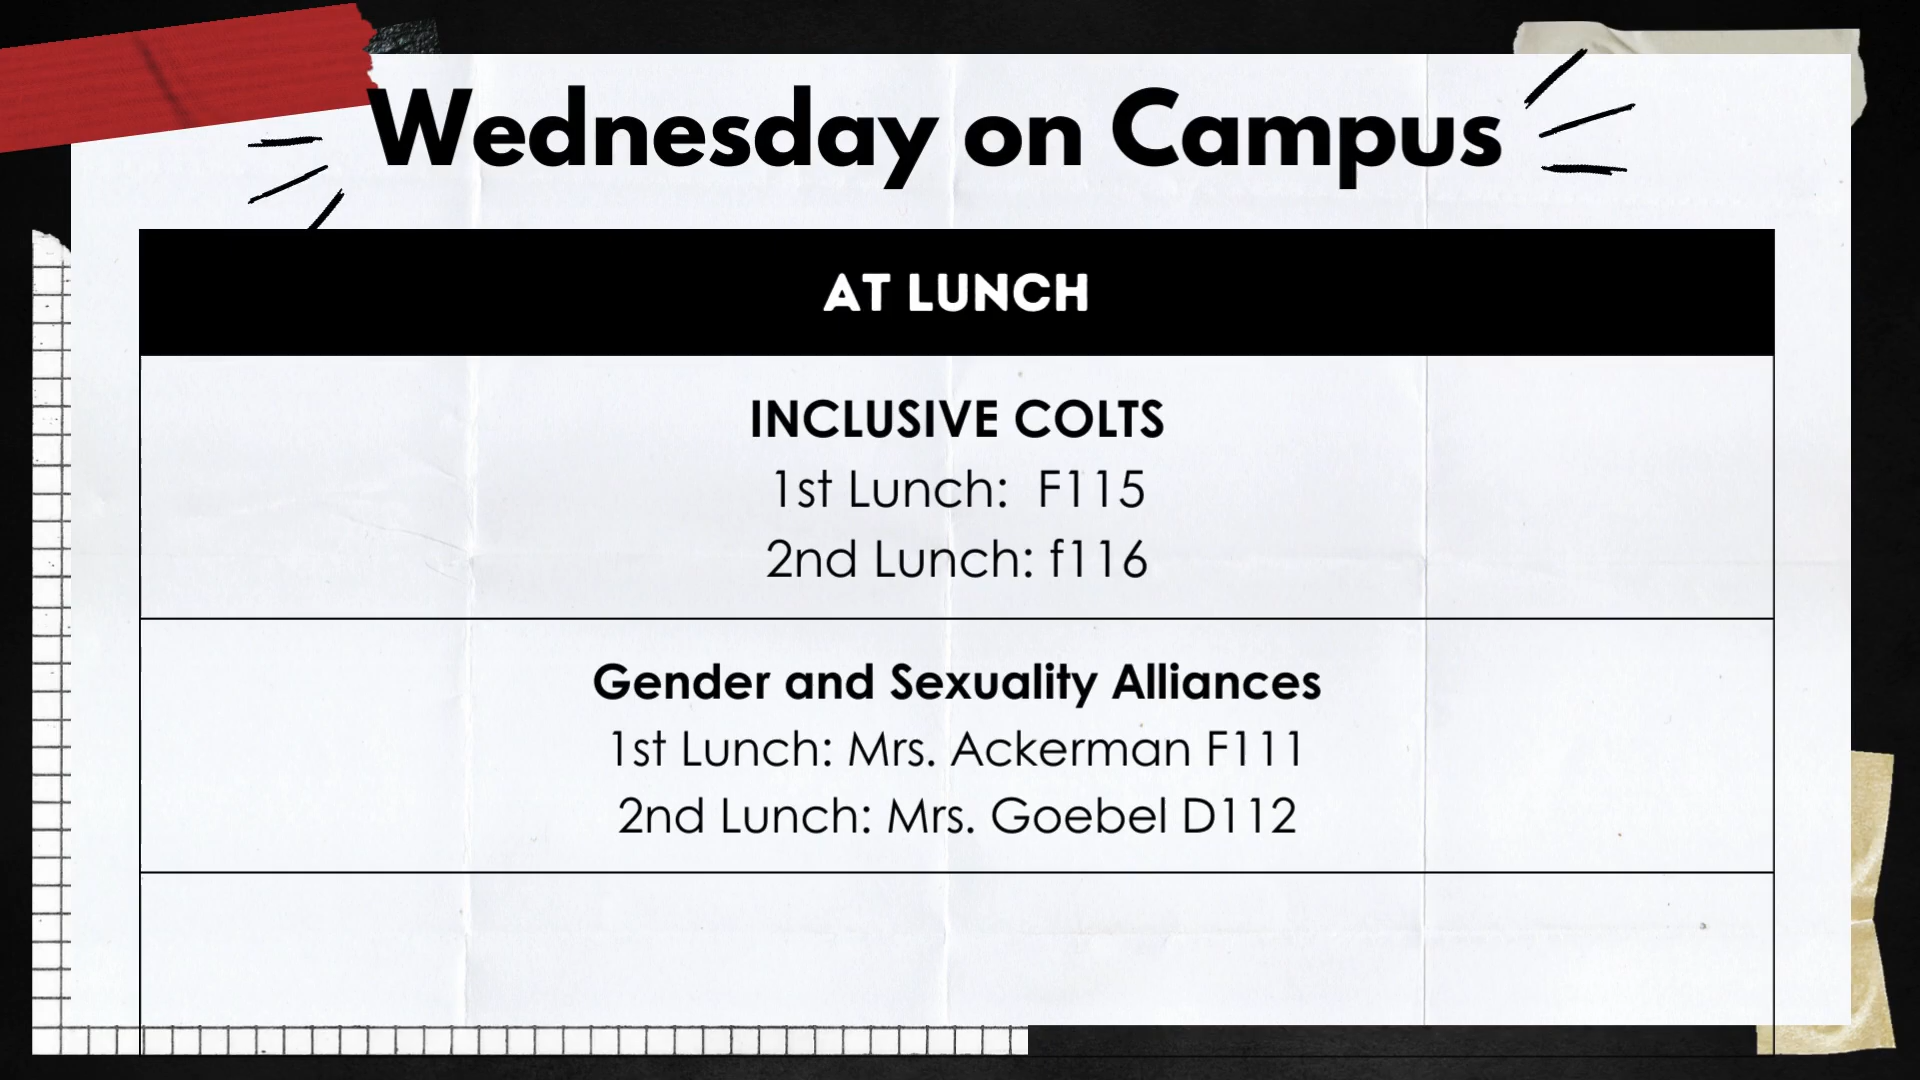 Wednesday on Campus
AT LUNCH
INCLUSIVE COLTS
1st Lunch:  F115
2nd Lunch: f116
Gender and Sexuality Alliances
1st Lunch: Mrs. Ackerman F111
2nd Lunch: Mrs. Goebel D112